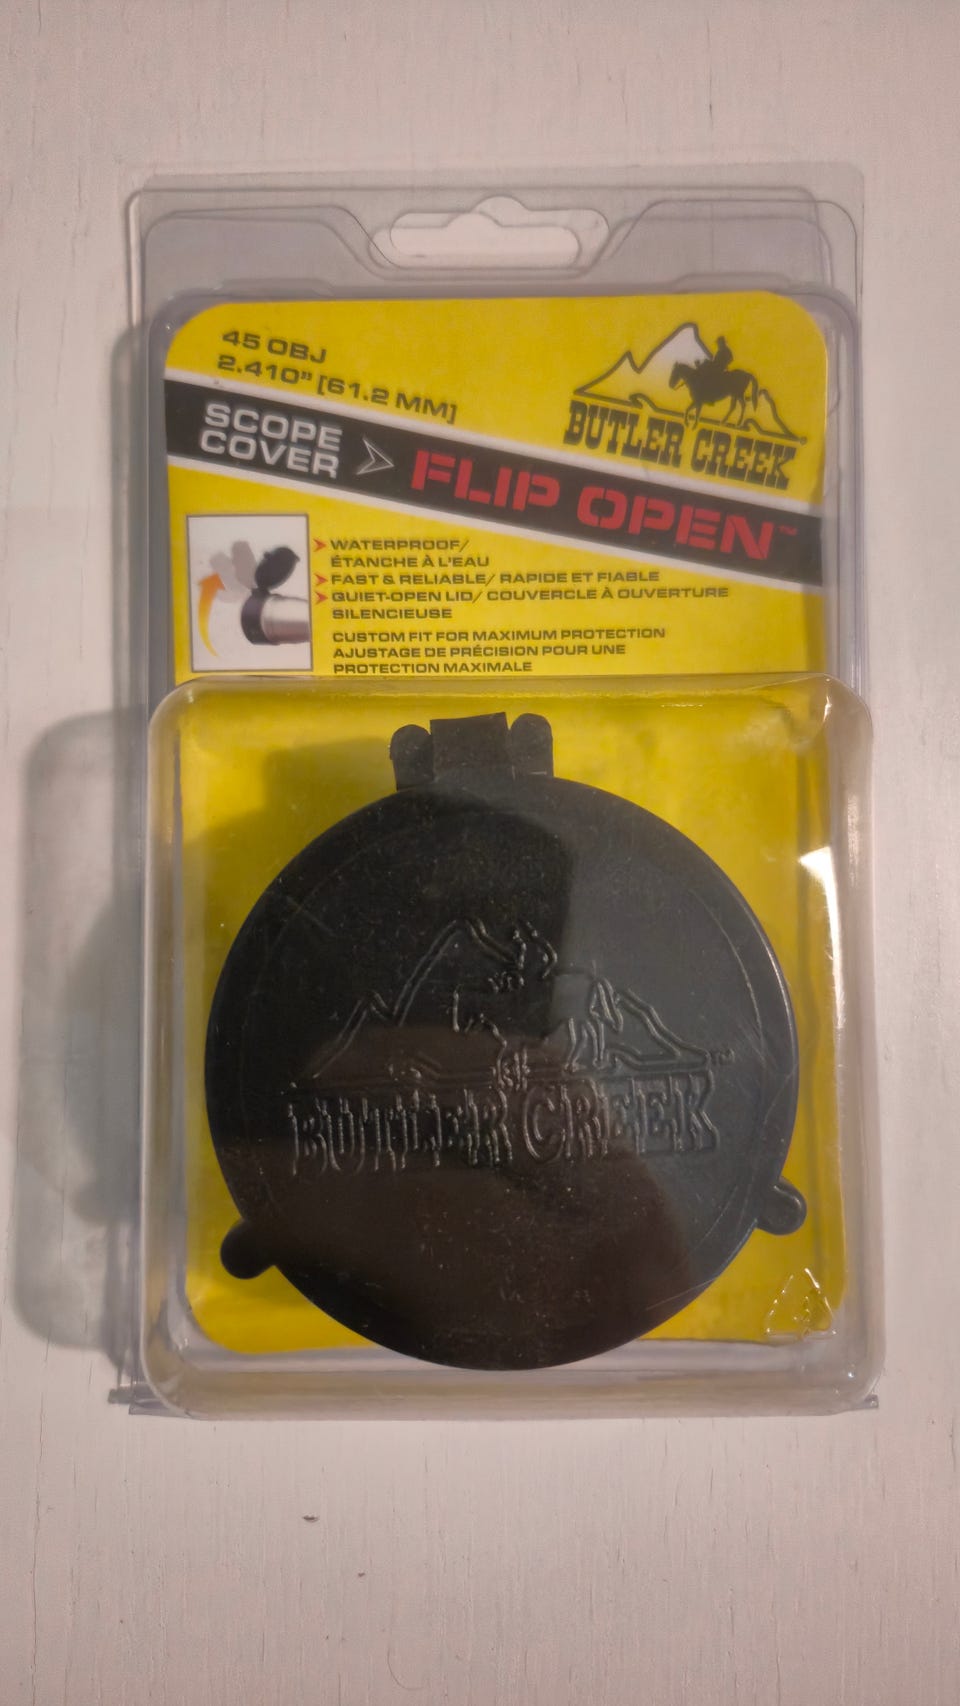 45 OBJ
2.410" [61.2 MM]
BUTLER CREEK®
SCOPE
COVER > FLIP OPEN™
WATERPROOF/
ÉTANCHE À L'EAU
FAST & RELIABLE/ RAPIDE ET FIABLE
QUIET-OPEN LID/ COUVERCLE À OUVERTURE
SILENCIEUSE
CUSTOM FIT FOR MAXIMUM PROTECTION
AJUSTAGE DE PRÉCISION POUR UNE
PROTECTION MAXIMALE
BUTLER CREEK™